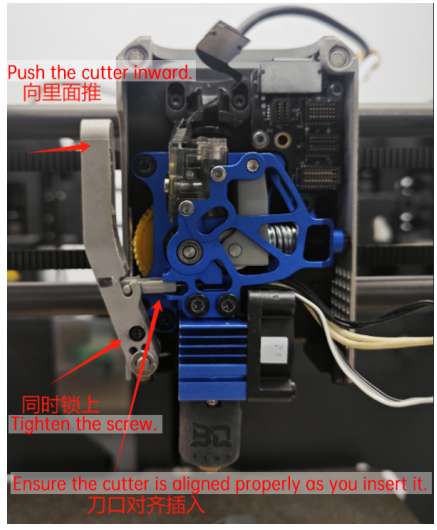 Push the cutter inward.
向里面推
同时锁上
Tighten the screw.
Ensure the cutter is aligned properly as you insert it.
刀口对齐插入